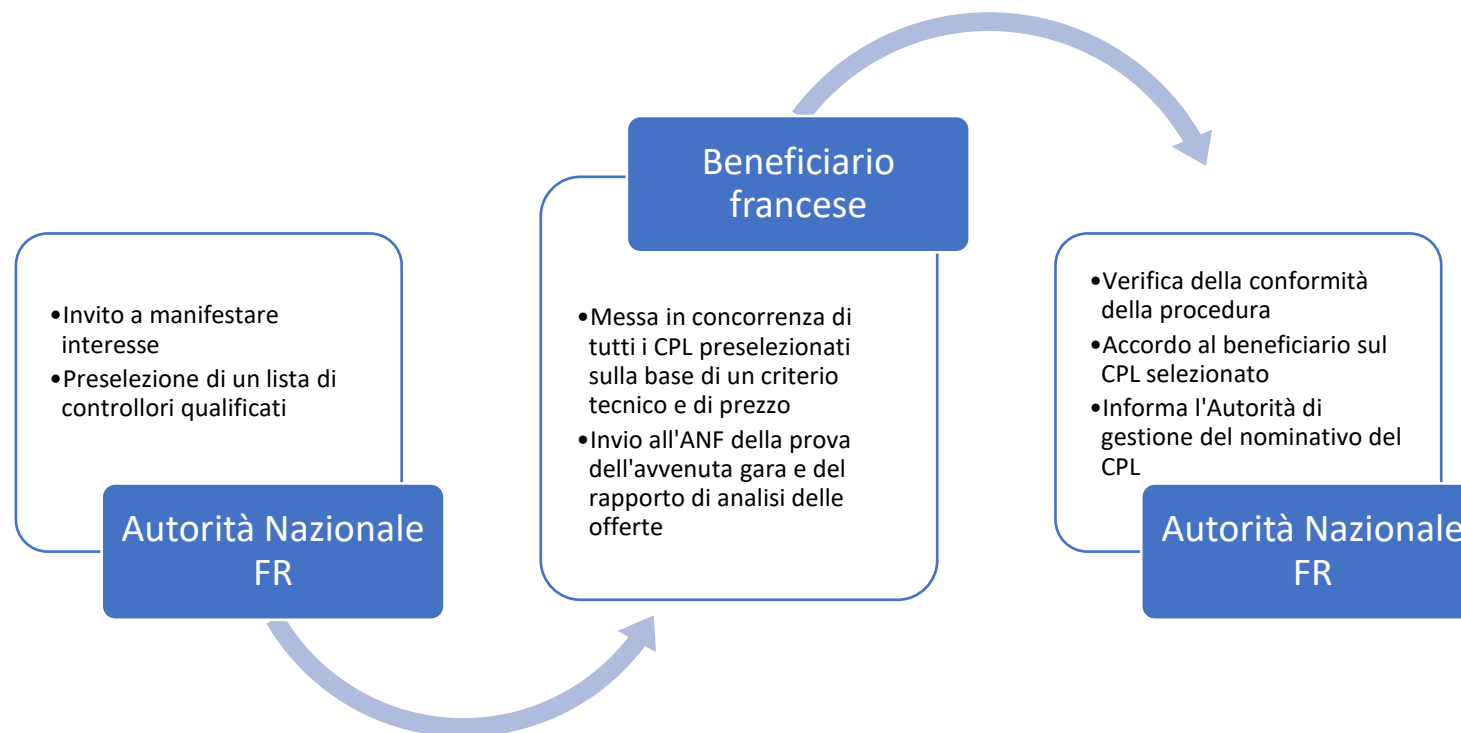 •Invito a manifestare
interesse
•Preselezione di un lista di
controllori qualificati
Autorità Nazionale
FR
Beneficiario
francese
•Messa in concorrenza di
tutti i CPL preselezionati
sulla base di un criterio
tecnico e di prezzo
•Invio all'ANF della prova
dell'avvenuta gara e del
rapporto di analisi delle
offerte
•Verifica della conformità
della procedura
•Accordo al beneficiario sul
CPL selezionato
•Informa l'Autorità di
gestione del nominativo del
CPL
Autorità Nazionale
FR